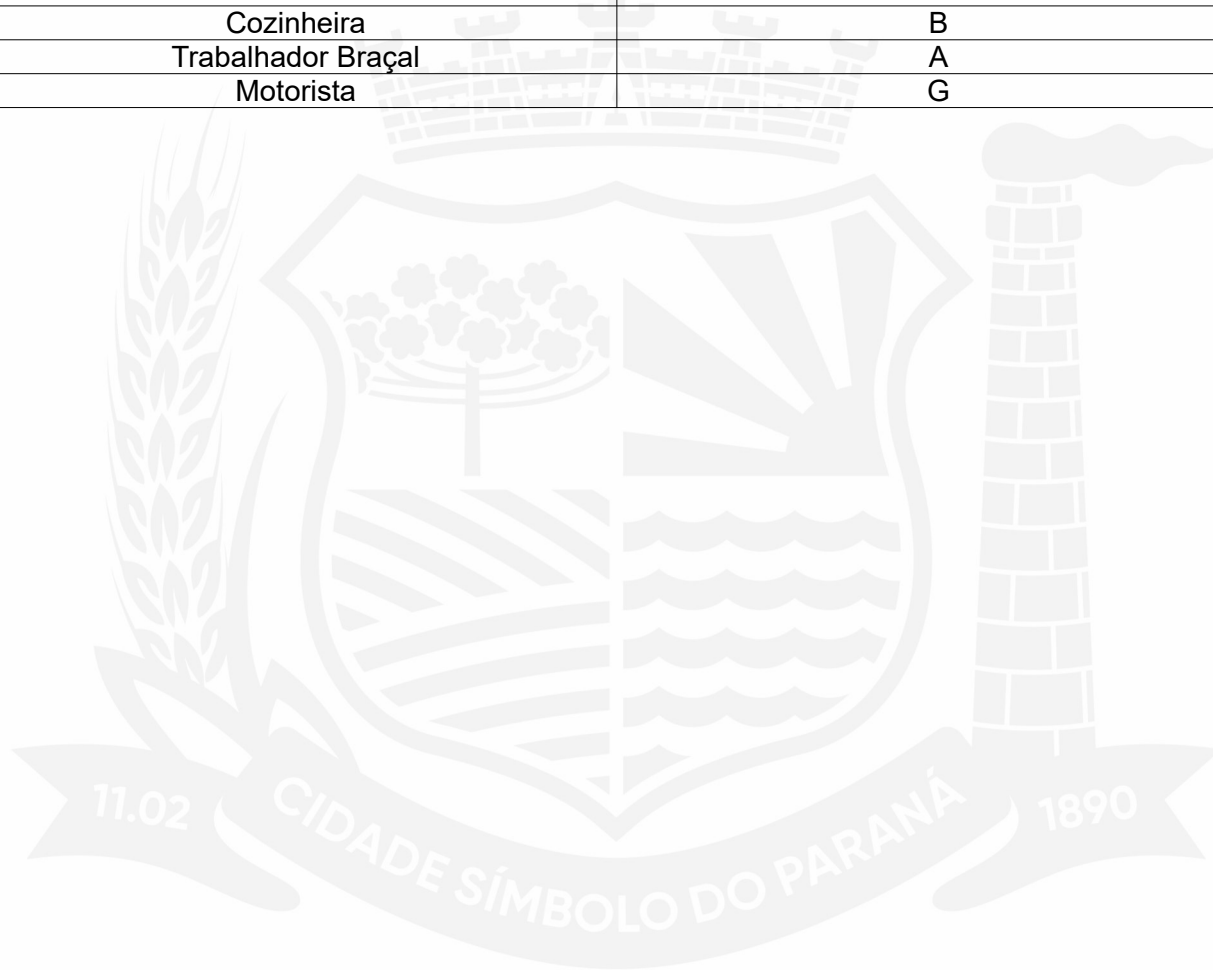 Cozinheira B
Trabalhador Braçal A
Motorista G
11.02 CIDADE SÍMBOLO DO PARANÁ 1890